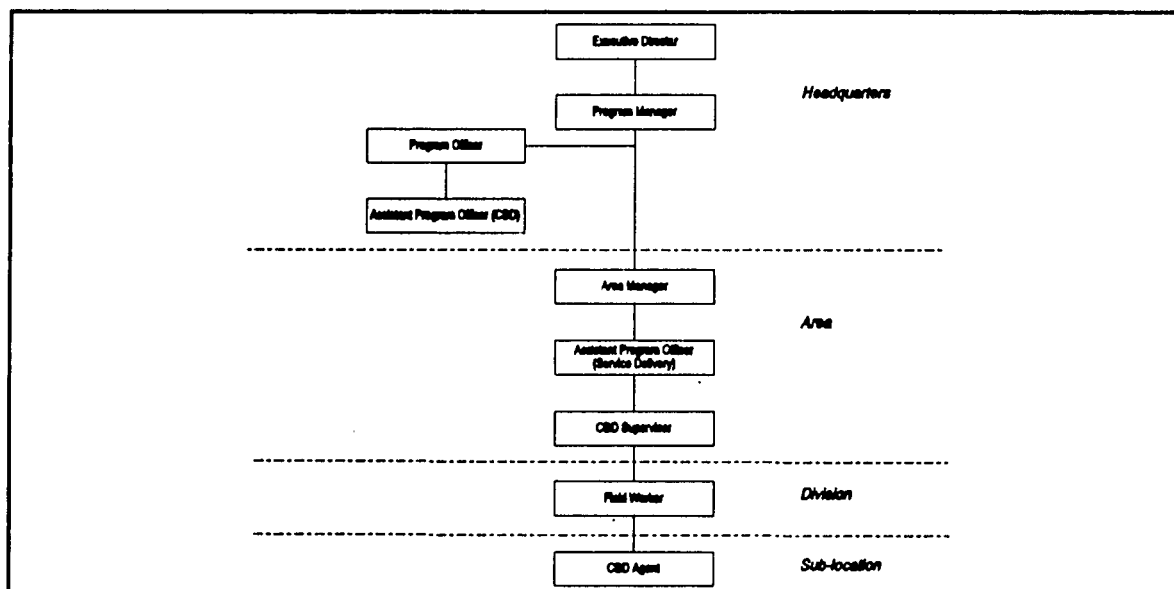 Executive Director
Headquarters
Program Manager
Program Officer
Assistant Program Officer (CBD)
Area Manager
Area
Assistant Program Officer
(Service Delivery)
CBD Supervisor
Field Worker
Division
CBD Agent
Sub-location